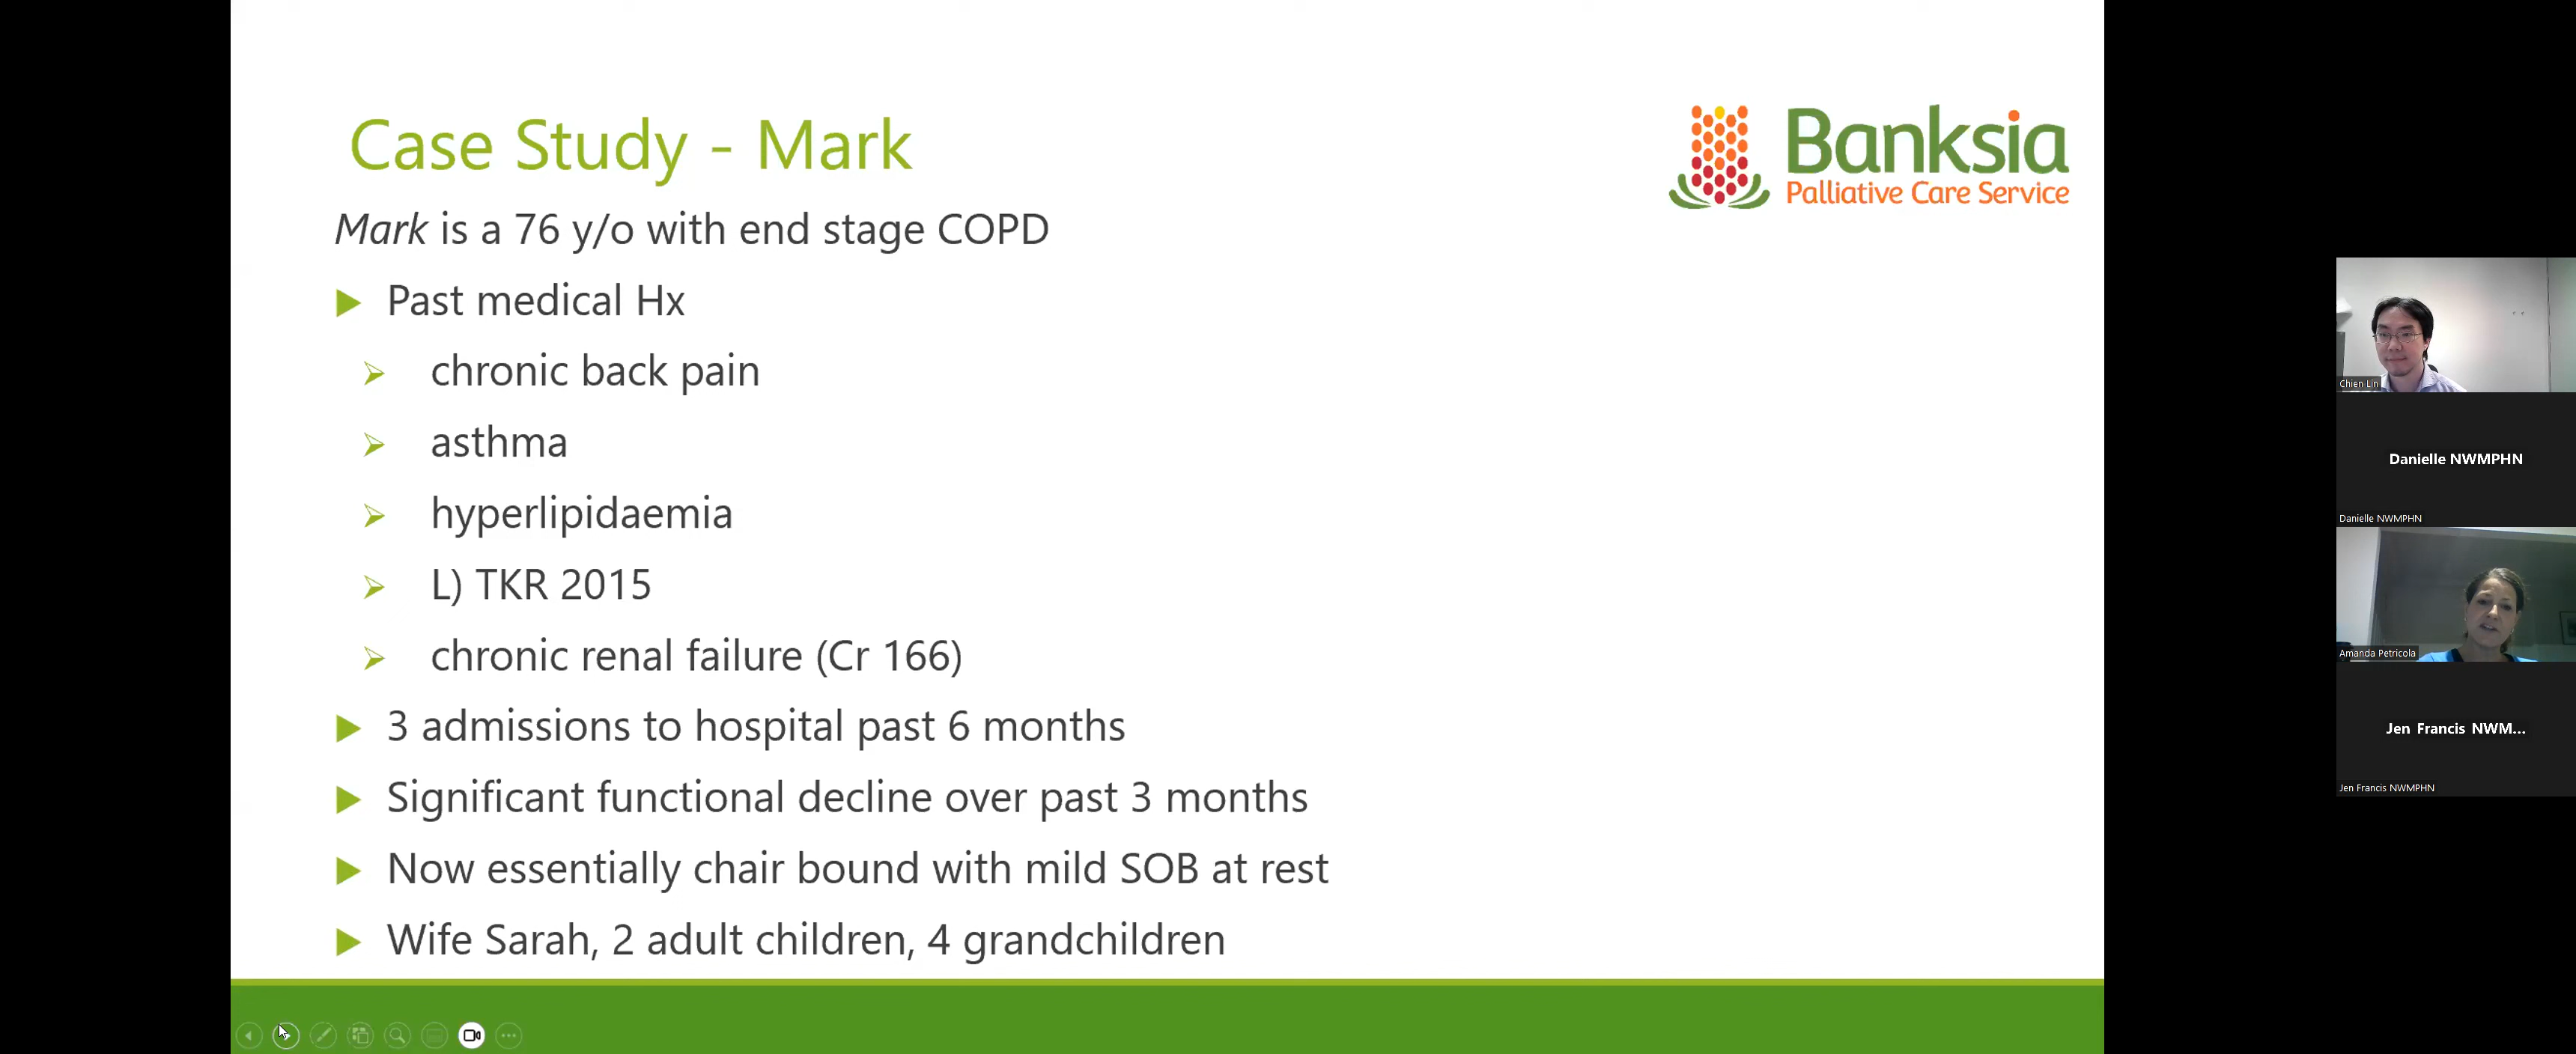 Case Study - Mark
Banksia
Palliative Care Service
Mark is a 76 y/o with end stage COPD
Past medical Hx
chronic back pain
asthma
hyperlipidaemia
L) TKR 2015
chronic renal failure (Cr 166)
3 admissions to hospital past 6 months
Significant functional decline over past 3 months
Now essentially chair bound with mild SOB at rest
Wife Sarah, 2 adult children, 4 grandchildren
Chien Lin
Danielle NWMPHN
Danielle NWMPHN
Amanda Petricola
Jen Francis NWM...
Jen Francis NWMPHN